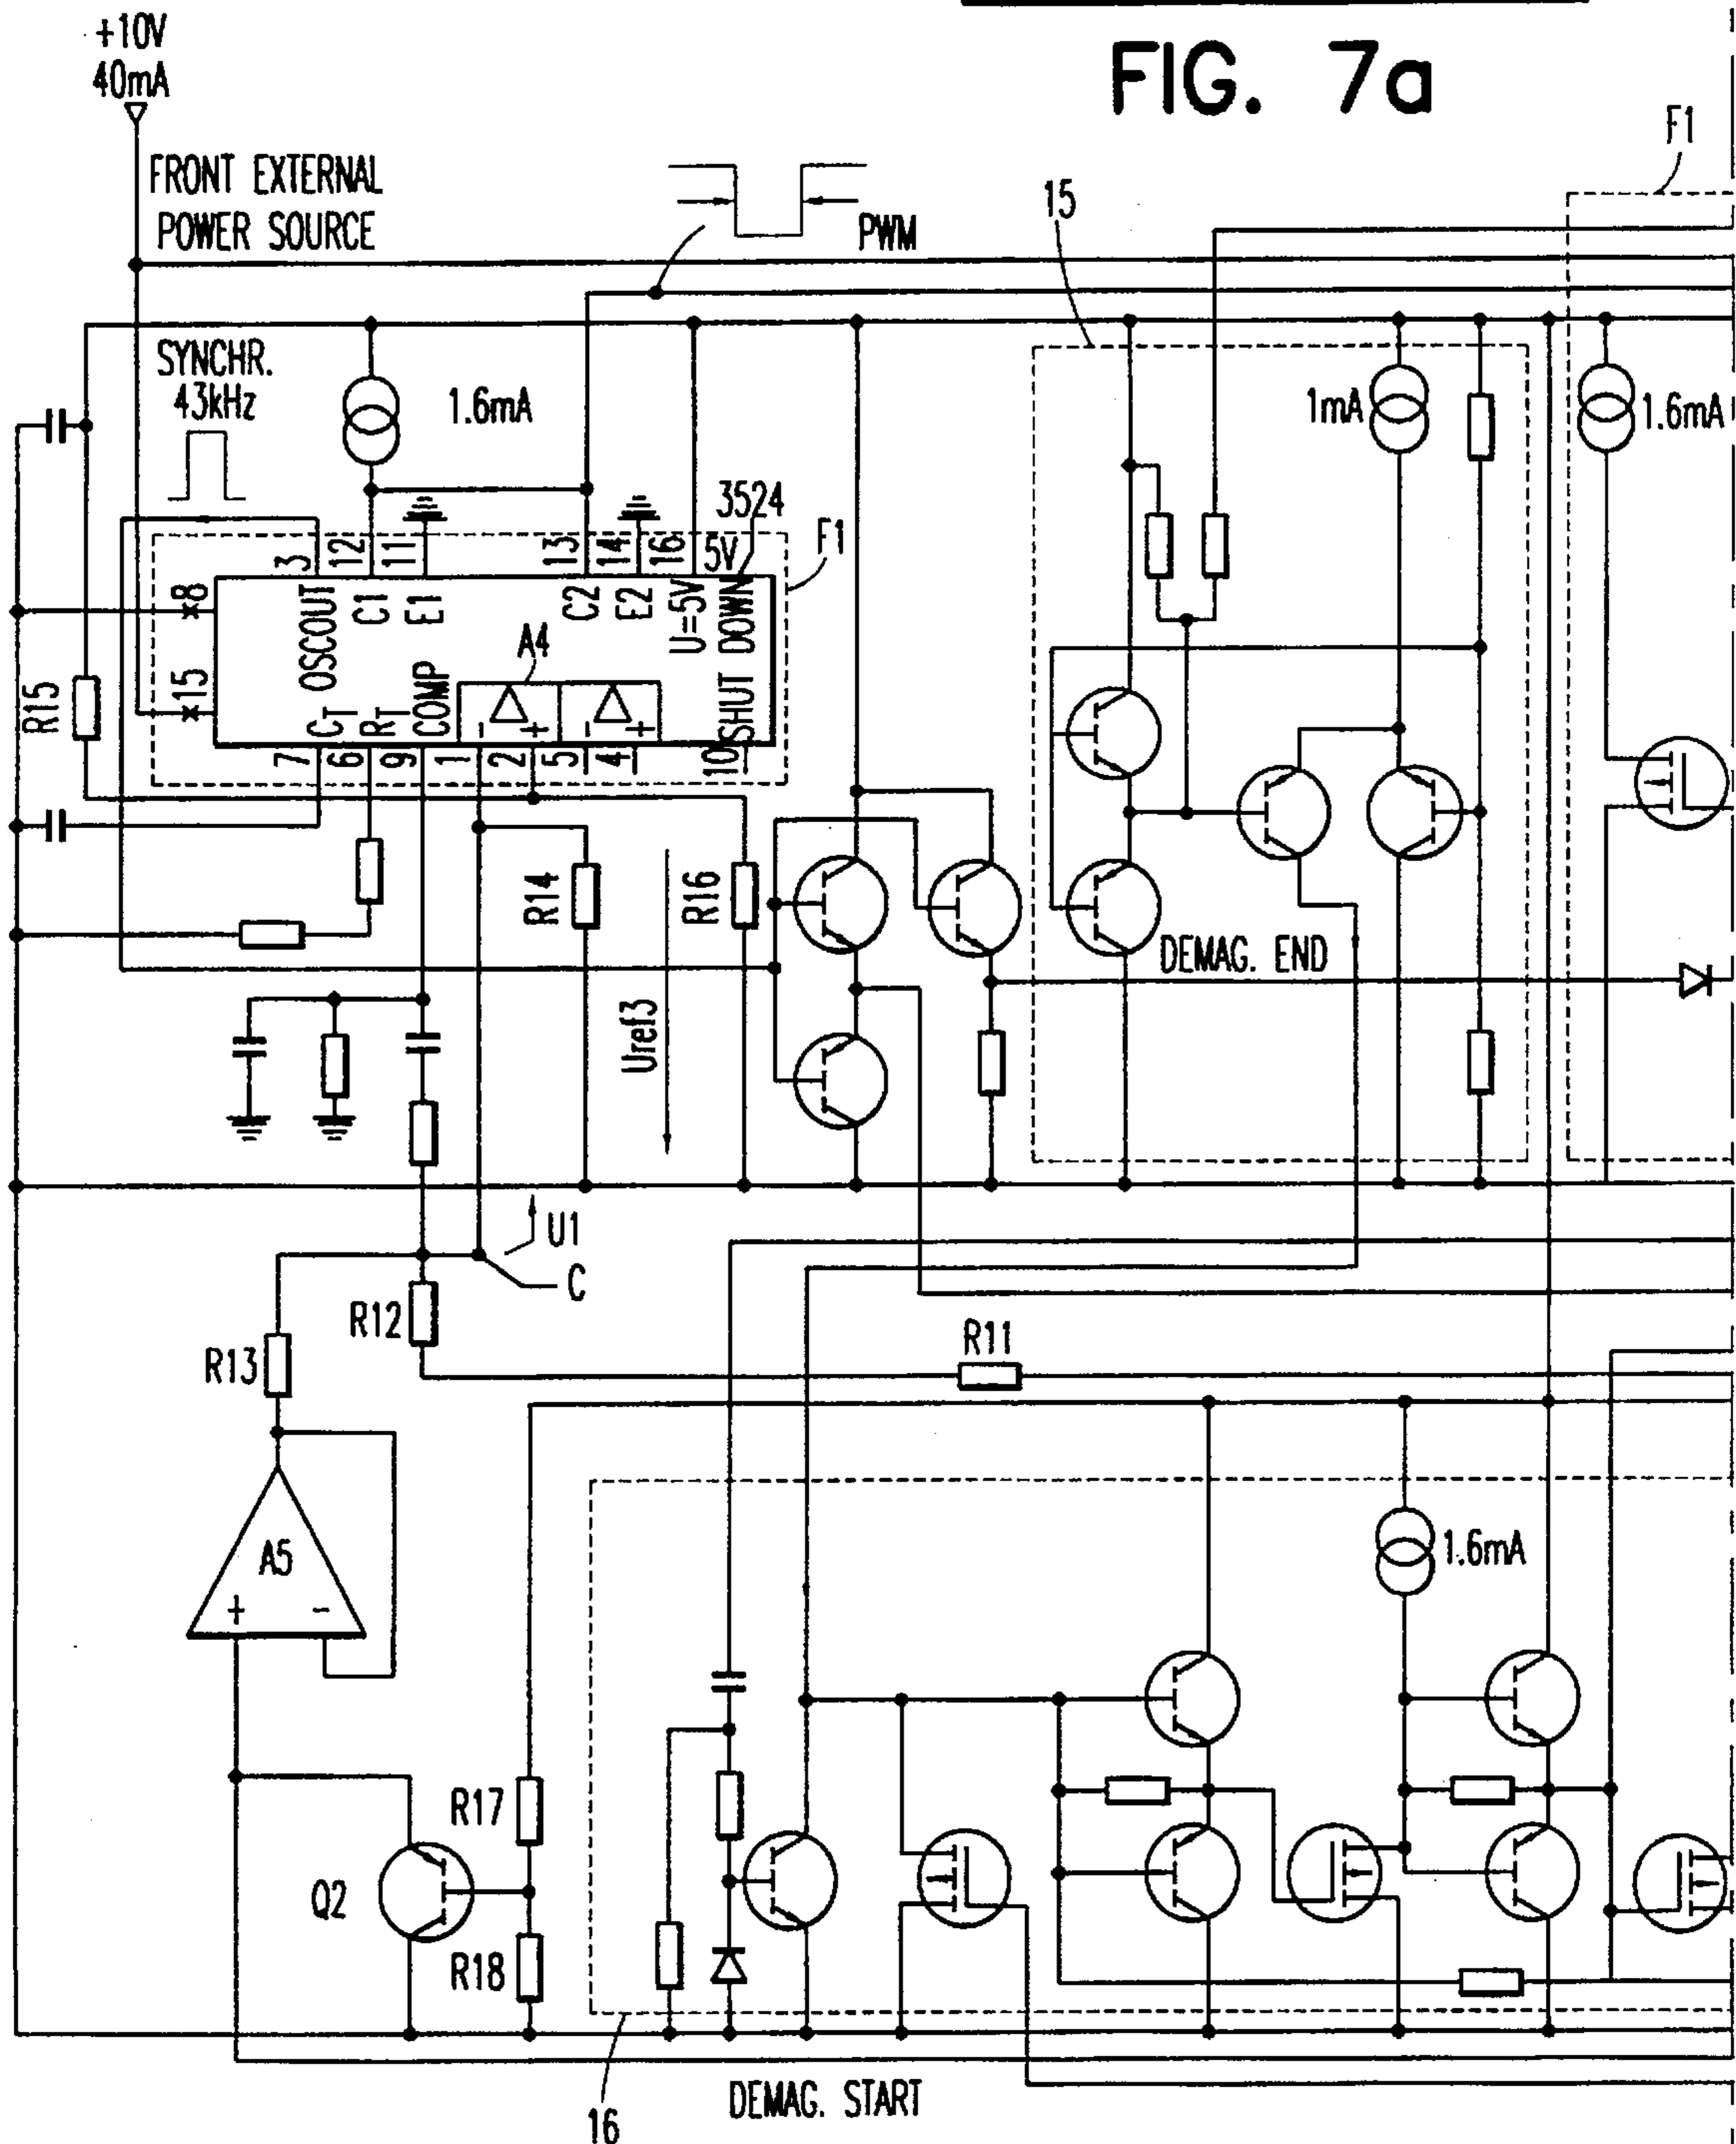 FIG. 7a
+10V
40mA
FRONT EXTERNAL
POWER SOURCE
PWM
15
F1
SYNCHR.
43kHz
1.6mA
1mA
1.6mA
3524
F1
3
12
11
13
14
16
5V
8
15
OSCOUT
C1
E1
C2
E2
U=5V
SHUT DOWN
A4
CT
RT
COMP
-
+
-
+
7
6
9
1
2
5
4
10
R15
R14
R16
Uref3
DEMAG. END
U1
C
R12
R13
R11
A5
+
-
1.6mA
R17
Q2
R18
16
DEMAG. START